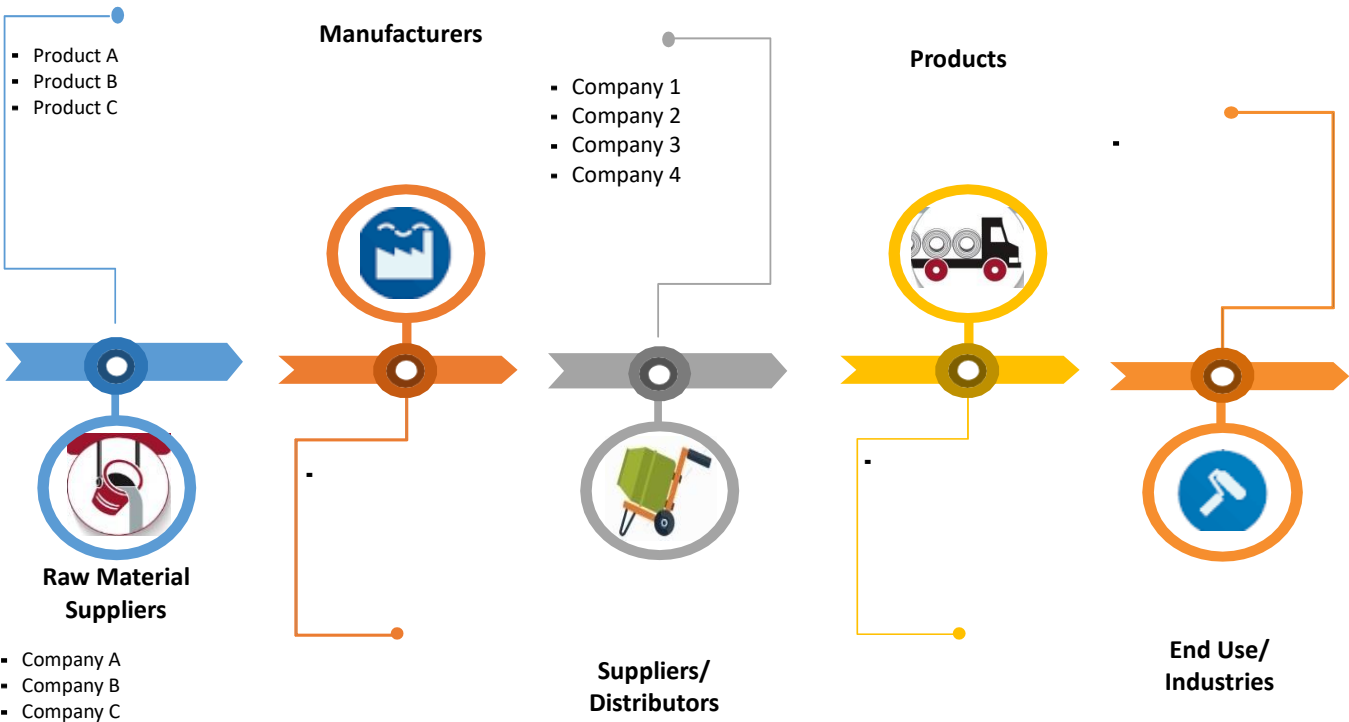 ▪ Product A
▪ Product B
▪ Product C
Raw Material
Suppliers
▪ Company A
▪ Company B
▪ Company C
Manufacturers
▪
▪ Company 1
▪ Company 2
▪ Company 3
▪ Company 4
Suppliers/
Distributors
Products
▪
▪
End Use/
Industries